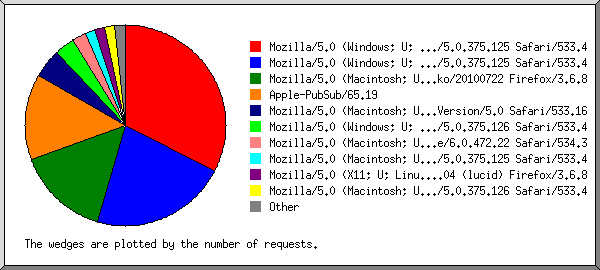 Mozilla/5.0 (Windows; U; .../5.0.375.125 Safari/533.4
Mozilla/5.0 (Windows; U; .../5.0.375.125 Safari/533.4
Mozilla/5.0 (Macintosh; U...ko/20100722 Firefox/3.6.8
Apple-PubSub/65.19
Mozilla/5.0 (Macintosh; U...Version/5.0 Safari/533.16
Mozilla/5.0 (Windows; U; .../5.0.375.126 Safari/533.4
Mozilla/5.0 (Macintosh; U...e/6.0.472.22 Safari/534.3
Mozilla/5.0 (Macintosh; U.../5.0.375.125 Safari/533.4
Mozilla/5.0 (X11; U; Linu....04 (lucid) Firefox/3.6.8
Mozilla/5.0 (Macintosh; U.../5.0.375.126 Safari/533.4
Other
The wedges are plotted by the number of requests.